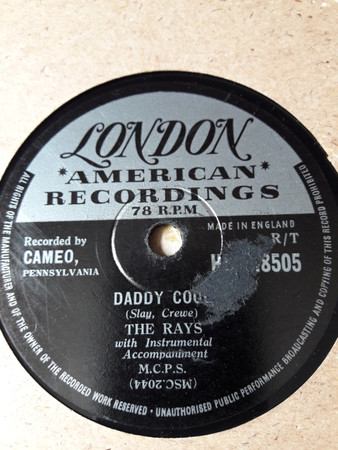 LONDON
*AMERICAN*
RECORDINGS
78 R.P.M
MADE IN ENGLAND
Recorded by
CAMEO,
PENNSYLVANIA
R/T
8505
DADDY COOL
(Slay, Crewe)
THE RAYS
with Instrumental
Accompaniment
M.C.P.S.
(MSC.2044)
ALL RIGHTS OF THE MANUFACTURER AND OF THE OWNER OF THE RECORDED WORK RESERVED • UNAUTHORISED PUBLIC PERFORMANCE BROADCASTING AND COPYING OF THIS RECORD PROHIBITED